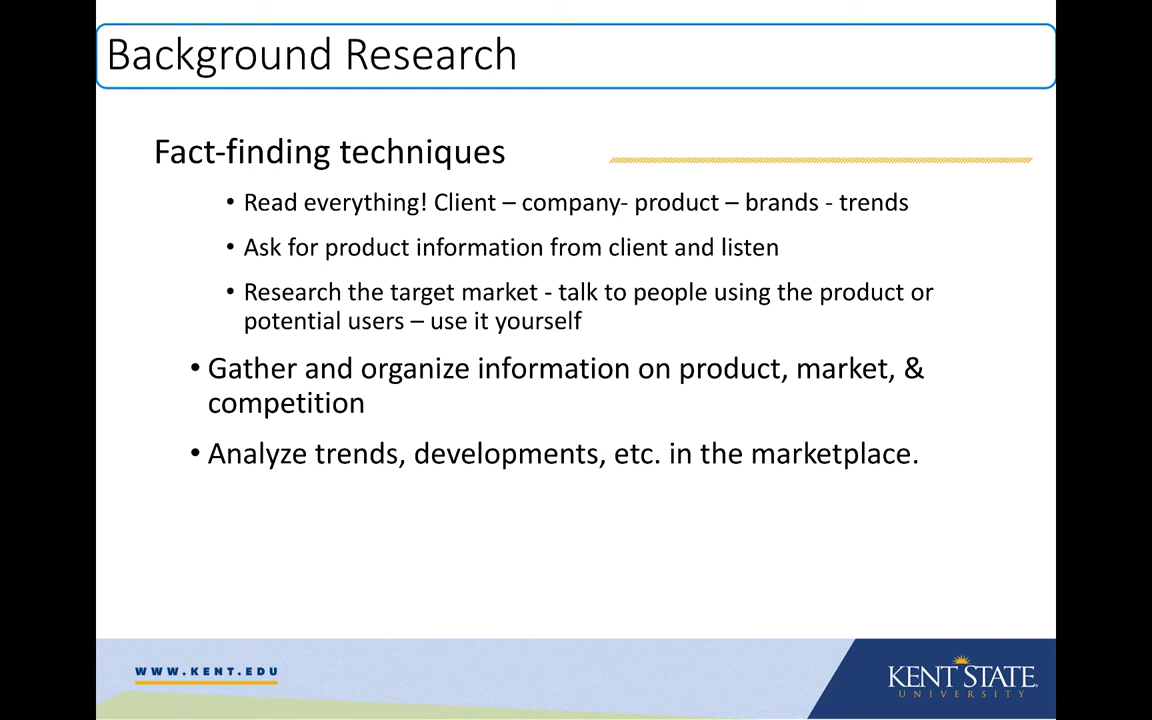 Background Research
Fact-finding techniques
• Read everything! Client – company- product – brands - trends
• Ask for product information from client and listen
• Research the target market - talk to people using the product or
potential users – use it yourself
• Gather and organize information on product, market, &
competition
• Analyze trends, developments, etc. in the marketplace.
WWW.KENT.EDU
KENT STATE
UNIVERSITY